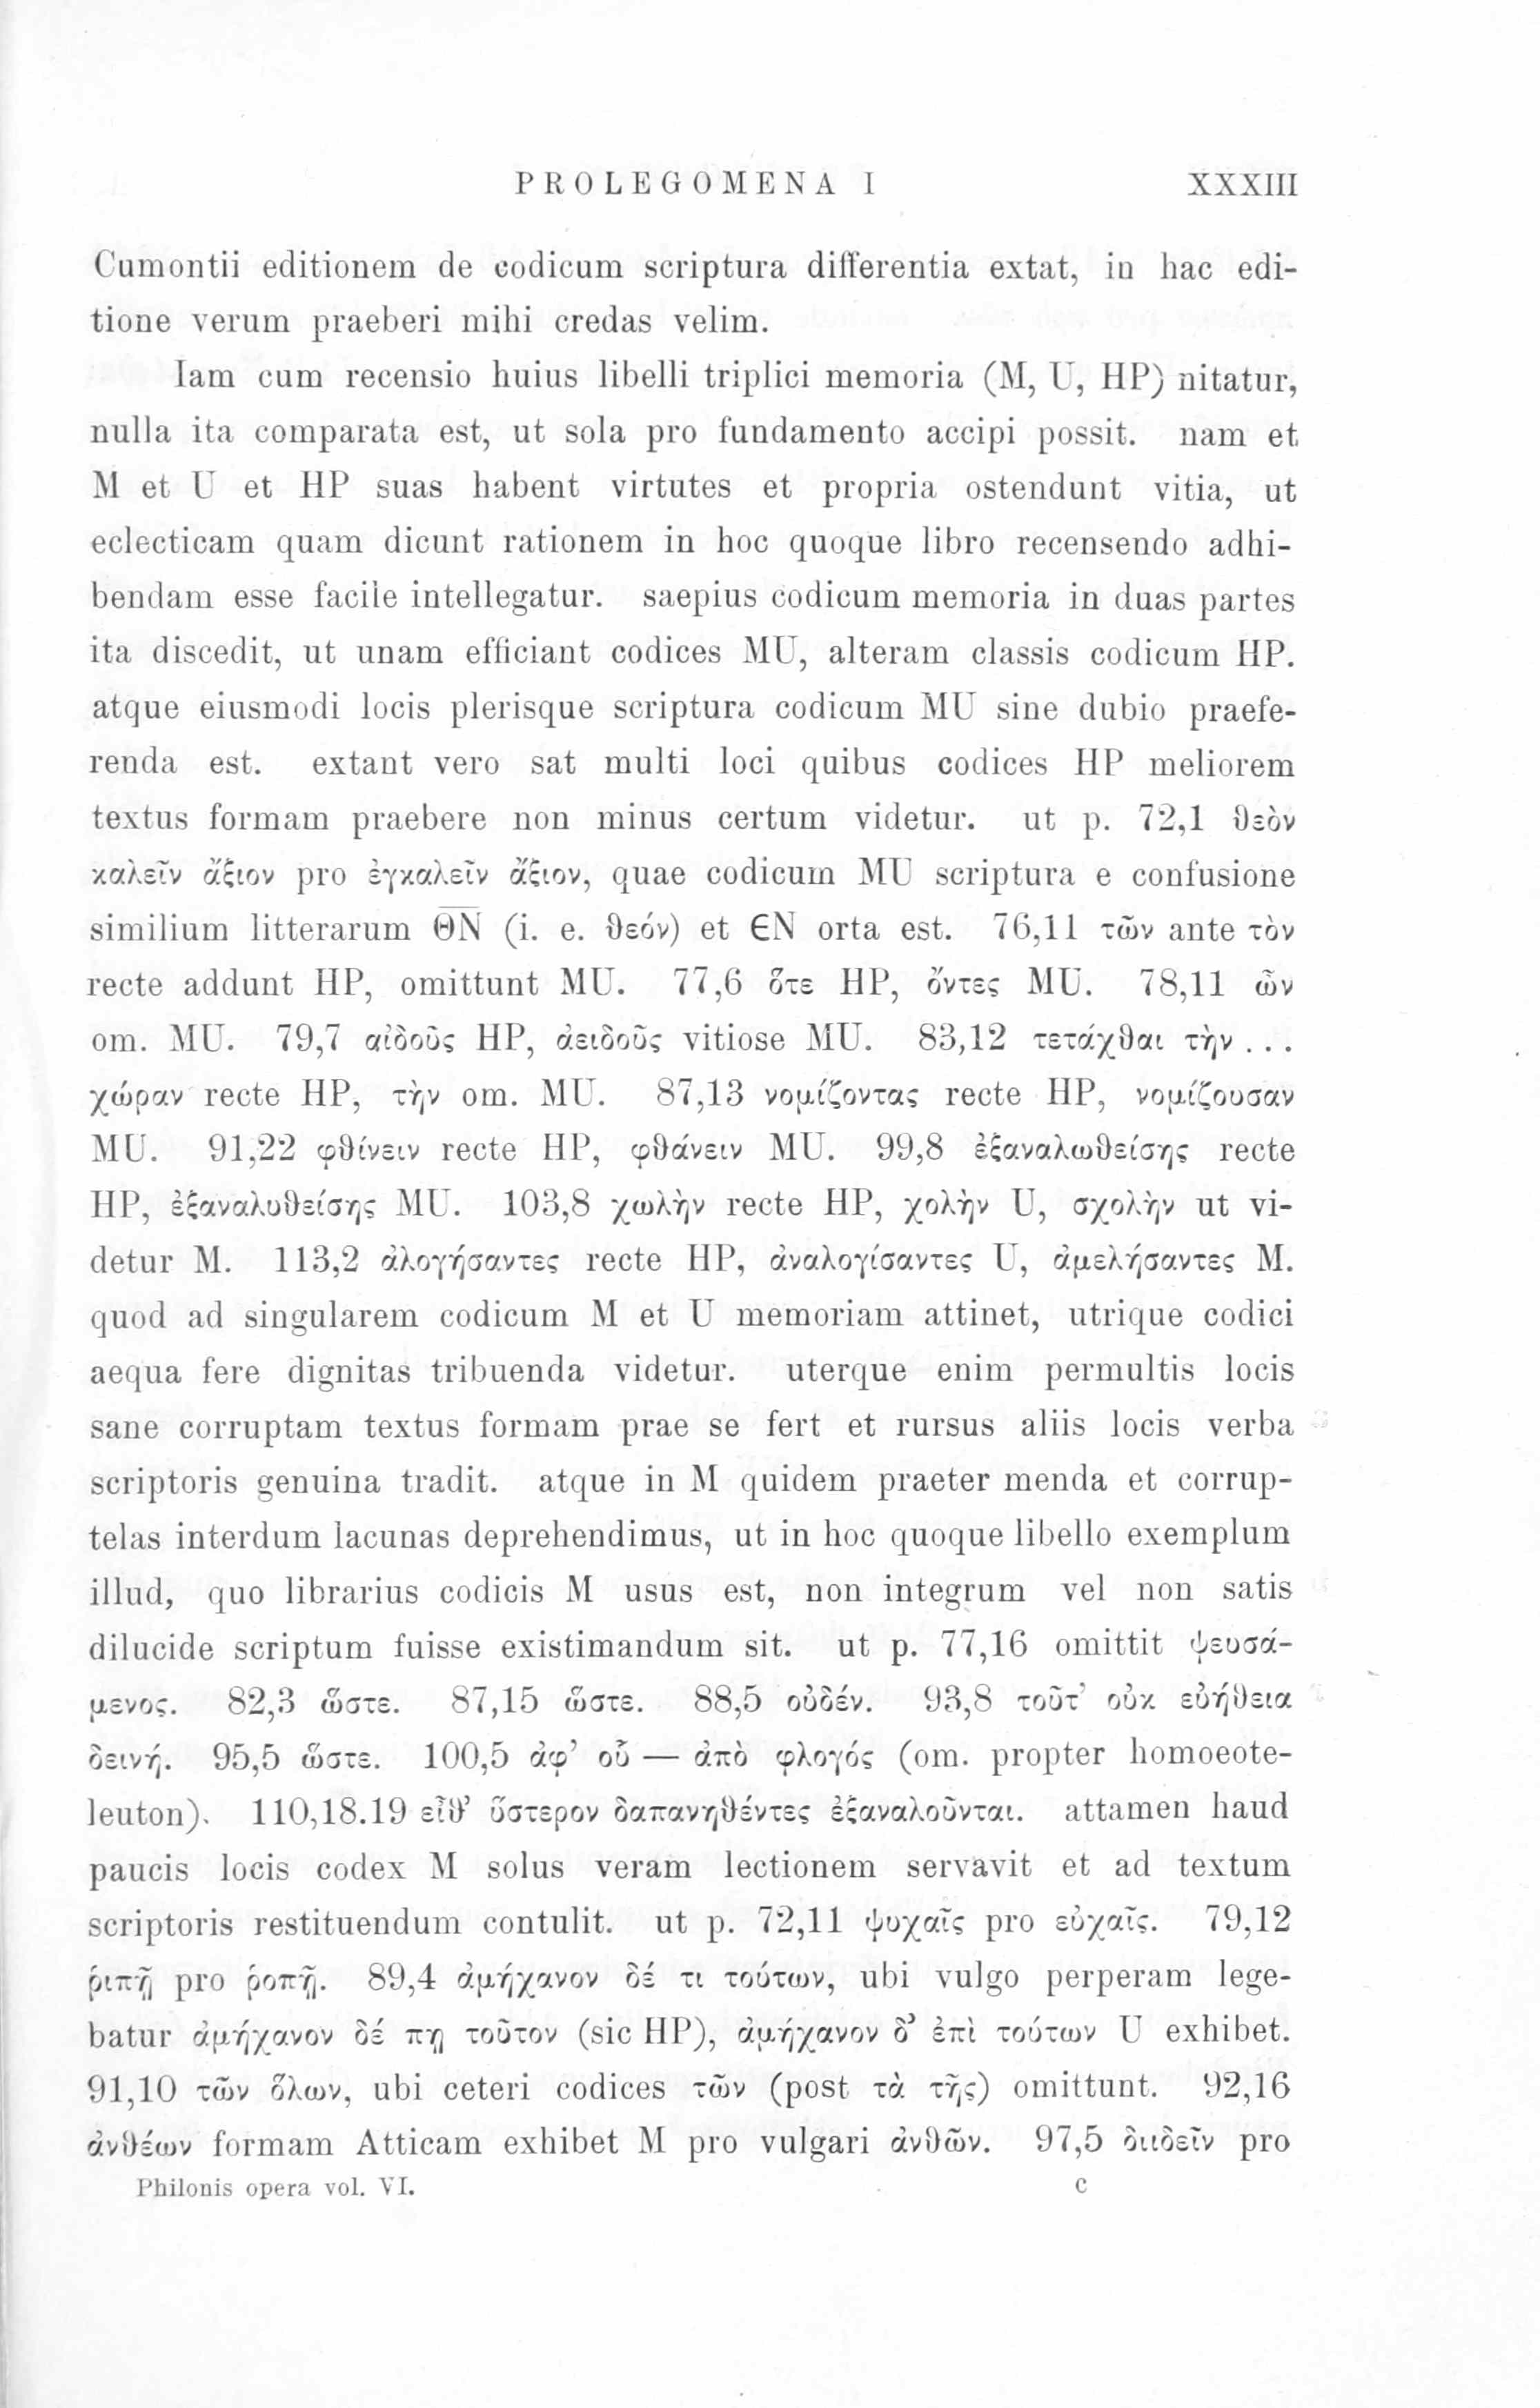 PROLEGOMENA I XXXIII
Cumontii editionem de codicum scriptura differentia extat, in hac edi-
tione verum praeberi mihi credas velim.
Iam cum recensio huius libelli triplici memoria (M, U, HP) nitatur,
nulla ita comparata est, ut sola pro fundamento accipi possit. nam et
M et U et HP suas habent virtutes et propria ostendunt vitia, ut
eclecticam quam dicunt rationem in hoc quoque libro recensendo adhi-
bendam esse facile intellegatur. saepius codicum memoria in duas partes
ita discedit, ut unam efficiant codices MU, alteram classis codicum HP.
atque eiusmodi locis plerisque scriptura codicum MU sine dubio praefe-
renda est. extant vero sat multi loci quibus codices HP meliorem
textus formam praebere non minus certum videtur. ut p. 72,1 θεὸν
καλεῖν ἄξιον pro ἐγκαλεῖν ἄξιον, quae codicum MU scriptura e confusione
similium litterarum Θ̅Ν̅ (i. e. θεόν) et ЄΝ orta est. 76,11 τῶν ante τὸν
recte addunt HP, omittunt MU. 77,6 ὅτε HP, ὄντες MU. 78,11 ὧν
om. MU. 79,7 αἰδοῦς HP, ἀειδοῦς vitiose MU. 83,12 τετάχθαι τὴν ...
χώραν recte HP, τὴν om. MU. 87,13 νομίζοντας recte HP, νομίζουσαν
MU. 91,22 φθίνειν recte HP, φθάνειν MU. 99,8 ἐξαναλωθείσης recte
HP, ἐξαναλυθείσης MU. 103,8 χωλὴν recte HP, χολὴν U, σχολὴν ut vi-
detur M. 113,2 ἀλογήσαντες recte HP, ἀναλογίσαντες U, ἀμελήσαντες M.
quod ad singularem codicum M et U memoriam attinet, utrique codici
aequa fere dignitas tribuenda videtur. uterque enim permultis locis
sane corruptam textus formam prae se fert et rursus aliis locis verba
scriptoris genuina tradit. atque in M quidem praeter menda et corrup-
telas interdum lacunas deprehendimus, ut in hoc quoque libello exemplum
illud, quo librarius codicis M usus est, non integrum vel non satis
dilucide scriptum fuisse existimandum sit. ut p. 77,16 omittit ψευσά-
μενος. 82,3 ὥστε. 87,15 ὥστε. 88,5 οὐδέν. 93,8 τοῦτ’ οὐκ εὐήθεια
δεινή. 95,5 ὥστε. 100,5 ἀφ’ οὗ — ἀπὸ φλογός (om. propter homoeote-
leuton). 110,18.19 εἶθ’ ὕστερον δαπανηθέντες ἐξαναλοῦνται. attamen haud
paucis locis codex M solus veram lectionem servavit et ad textum
scriptoris restituendum contulit. ut p. 72,11 ψυχαῖς pro εὐχαῖς. 79,12
ῥιπῇ pro ῥοπῇ. 89,4 ἀμήχανον δέ τι τούτων, ubi vulgo perperam lege-
batur ἀμήχανον δέ πῃ τοῦτον (sic HP), ἀμήχανον δ’ ἐπὶ τούτων U exhibet.
91,10 τῶν ὅλων, ubi ceteri codices τῶν (post τὰ τῆς) omittunt. 92,16
ἀνθέων formam Atticam exhibet M pro vulgari ἀνθῶν. 97,5 διιδεῖν pro
Philonis opera vol. VI. c